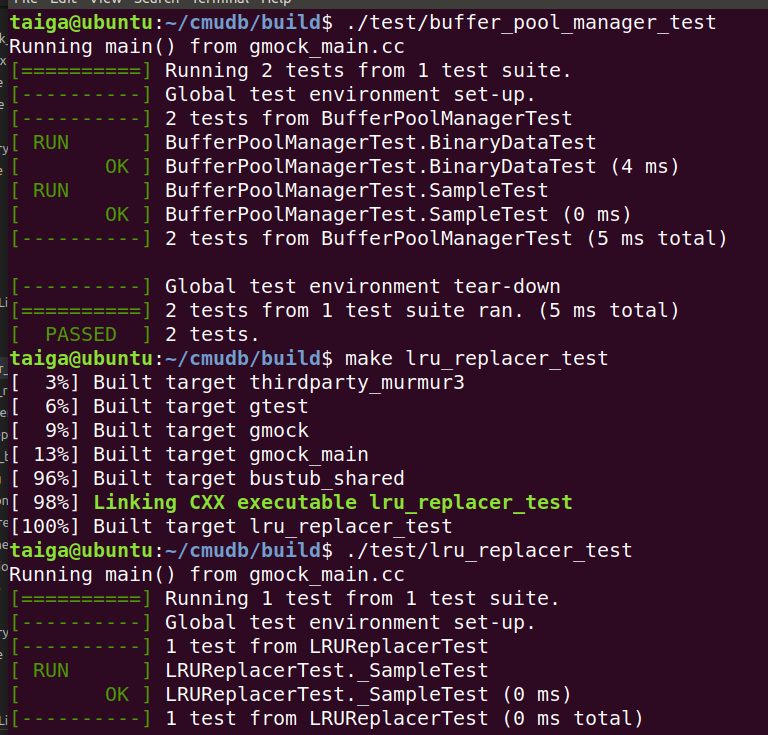 File Edit View Search Terminal Help
taiga@ubuntu:~/cmudb/build$ ./test/buffer_pool_manager_test
Running main() from gmock_main.cc
[==========] Running 2 tests from 1 test suite.
[----------] Global test environment set-up.
[----------] 2 tests from BufferPoolManagerTest
[ RUN      ] BufferPoolManagerTest.BinaryDataTest
[       OK ] BufferPoolManagerTest.BinaryDataTest (4 ms)
[ RUN      ] BufferPoolManagerTest.SampleTest
[       OK ] BufferPoolManagerTest.SampleTest (0 ms)
[----------] 2 tests from BufferPoolManagerTest (5 ms total)

[----------] Global test environment tear-down
[==========] 2 tests from 1 test suite ran. (5 ms total)
[  PASSED  ] 2 tests.
taiga@ubuntu:~/cmudb/build$ make lru_replacer_test
[  3%] Built target thirdparty_murmur3
[  6%] Built target gtest
[  9%] Built target gmock
[ 13%] Built target gmock_main
[ 96%] Built target bustub_shared
[ 98%] Linking CXX executable lru_replacer_test
[100%] Built target lru_replacer_test
taiga@ubuntu:~/cmudb/build$ ./test/lru_replacer_test
Running main() from gmock_main.cc
[==========] Running 1 test from 1 test suite.
[----------] Global test environment set-up.
[----------] 1 test from LRUReplacerTest
[ RUN      ] LRUReplacerTest._SampleTest
[       OK ] LRUReplacerTest._SampleTest (0 ms)
[----------] 1 test from LRUReplacerTest (0 ms total)